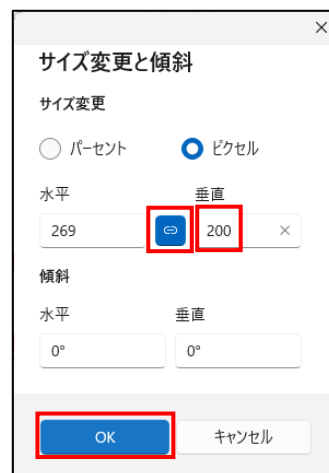 サイズ変更と傾斜
サイズ変更
パーセント ピクセル
水平 垂直
269 200
傾斜
水平 垂直
0° 0°
OK キャンセル